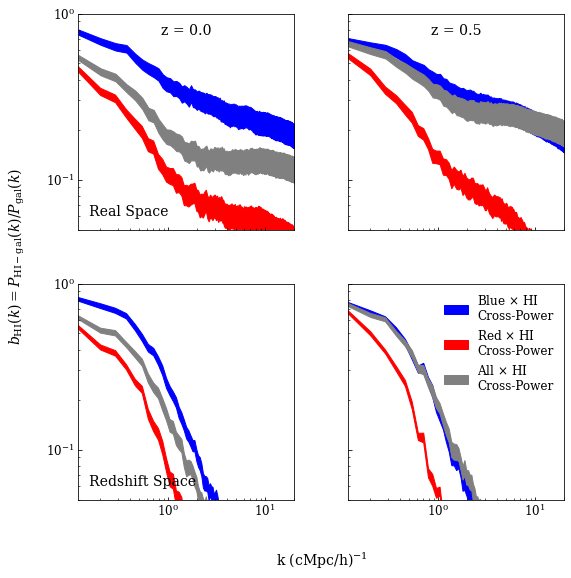 z = 0.0
z = 0.5
10⁰
10⁻¹
Real Space
b_HI(k) = P_HI−gal(k)/P_gal(k)
10⁰
10⁻¹
Redshift Space
Blue × HI
Cross-Power
Red × HI
Cross-Power
All × HI
Cross-Power
10⁰ 10¹
10⁰ 10¹
k (cMpc/h)⁻¹